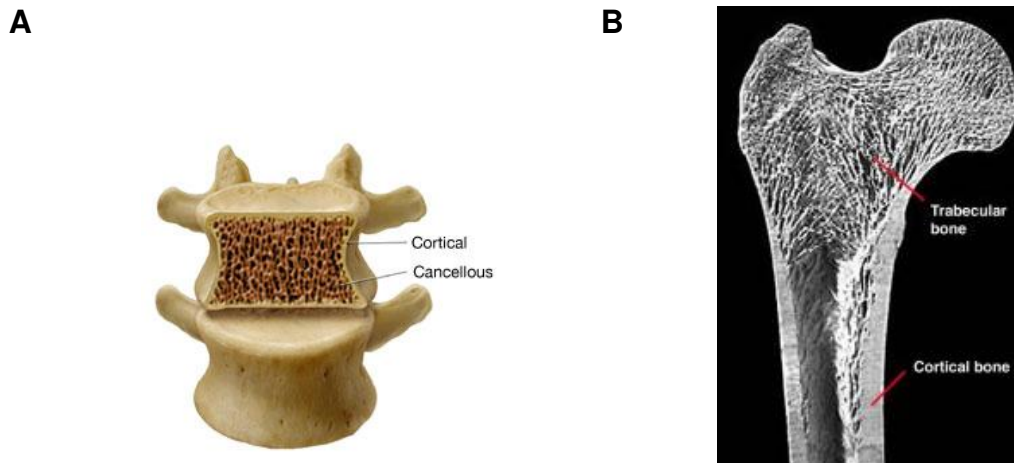 A
B
Cortical
Cancellous
Trabecular
bone
Cortical bone